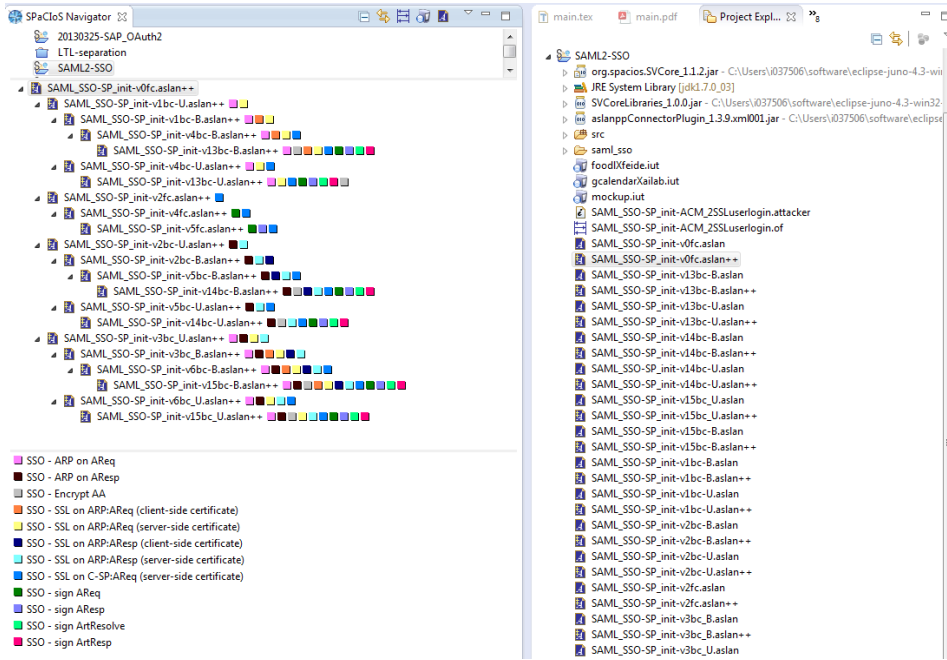 SPaCIoS Navigator
20130325-SAP_OAuth2
LTL-separation
SAML2-SSO
SAML_SSO-SP_init-v0fc.aslan++
SAML_SSO-SP_init-v1bc-U.aslan++
SAML_SSO-SP_init-v1bc-B.aslan++
SAML_SSO-SP_init-v4bc-B.aslan++
SAML_SSO-SP_init-v13bc-B.aslan++
SAML_SSO-SP_init-v4bc-U.aslan++
SAML_SSO-SP_init-v13bc-U.aslan++
SAML_SSO-SP_init-v2fc.aslan++
SAML_SSO-SP_init-v4fc.aslan++
SAML_SSO-SP_init-v5fc.aslan++
SAML_SSO-SP_init-v2bc-U.aslan++
SAML_SSO-SP_init-v2bc-B.aslan++
SAML_SSO-SP_init-v5bc-B.aslan++
SAML_SSO-SP_init-v14bc-B.aslan++
SAML_SSO-SP_init-v5bc-U.aslan++
SAML_SSO-SP_init-v14bc-U.aslan++
SAML_SSO-SP_init-v3bc_U.aslan++
SAML_SSO-SP_init-v3bc_B.aslan++
SAML_SSO-SP_init-v6bc-B.aslan++
SAML_SSO-SP_init-v15bc-B.aslan++
SAML_SSO-SP_init-v6bc_U.aslan++
SAML_SSO-SP_init-v15bc_U.aslan++
SSO - ARP on AReq
SSO - ARP on AResp
SSO - Encrypt AA
SSO - SSL on ARP:AReq (client-side certificate)
SSO - SSL on ARP:AReq (server-side certificate)
SSO - SSL on ARP:AResp (client-side certificate)
SSO - SSL on ARP:AResp (server-side certificate)
SSO - SSL on C-SP:AReq (server-side certificate)
SSO - sign AReq
SSO - sign AResp
SSO - sign ArtResolve
SSO - sign ArtResp
main.tex main.pdf Project Expl... »8
SAML2-SSO
org.spacios.SVCore_1.1.2.jar - C:\Users\i037506\software\eclipse-juno-4.3-wi
JRE System Library [jdk1.7.0_03]
SVCoreLibraries_1.0.0.jar - C:\Users\i037506\software\eclipse-juno-4.3-win32-
aslanppConnectorPlugin_1.3.9.xml001.jar - C:\Users\i037506\software\eclipse
src
saml_sso
foodlXfeide.iut
gcalendarXailab.iut
mockup.iut
SAML_SSO-SP_init-ACM_2SSLuserlogin.attacker
SAML_SSO-SP_init-ACM_2SSLuserlogin.of
SAML_SSO-SP_init-v0fc.aslan
SAML_SSO-SP_init-v0fc.aslan++
SAML_SSO-SP_init-v13bc-B.aslan
SAML_SSO-SP_init-v13bc-B.aslan++
SAML_SSO-SP_init-v13bc-U.aslan
SAML_SSO-SP_init-v13bc-U.aslan++
SAML_SSO-SP_init-v14bc-B.aslan
SAML_SSO-SP_init-v14bc-B.aslan++
SAML_SSO-SP_init-v14bc-U.aslan
SAML_SSO-SP_init-v14bc-U.aslan++
SAML_SSO-SP_init-v15bc_U.aslan
SAML_SSO-SP_init-v15bc_U.aslan++
SAML_SSO-SP_init-v15bc-B.aslan
SAML_SSO-SP_init-v15bc-B.aslan++
SAML_SSO-SP_init-v1bc-B.aslan
SAML_SSO-SP_init-v1bc-B.aslan++
SAML_SSO-SP_init-v1bc-U.aslan
SAML_SSO-SP_init-v1bc-U.aslan++
SAML_SSO-SP_init-v2bc-B.aslan
SAML_SSO-SP_init-v2bc-B.aslan++
SAML_SSO-SP_init-v2bc-U.aslan
SAML_SSO-SP_init-v2bc-U.aslan++
SAML_SSO-SP_init-v2fc.aslan
SAML_SSO-SP_init-v2fc.aslan++
SAML_SSO-SP_init-v3bc_B.aslan
SAML_SSO-SP_init-v3bc_B.aslan++
SAML_SSO-SP_init-v3bc_U.aslan